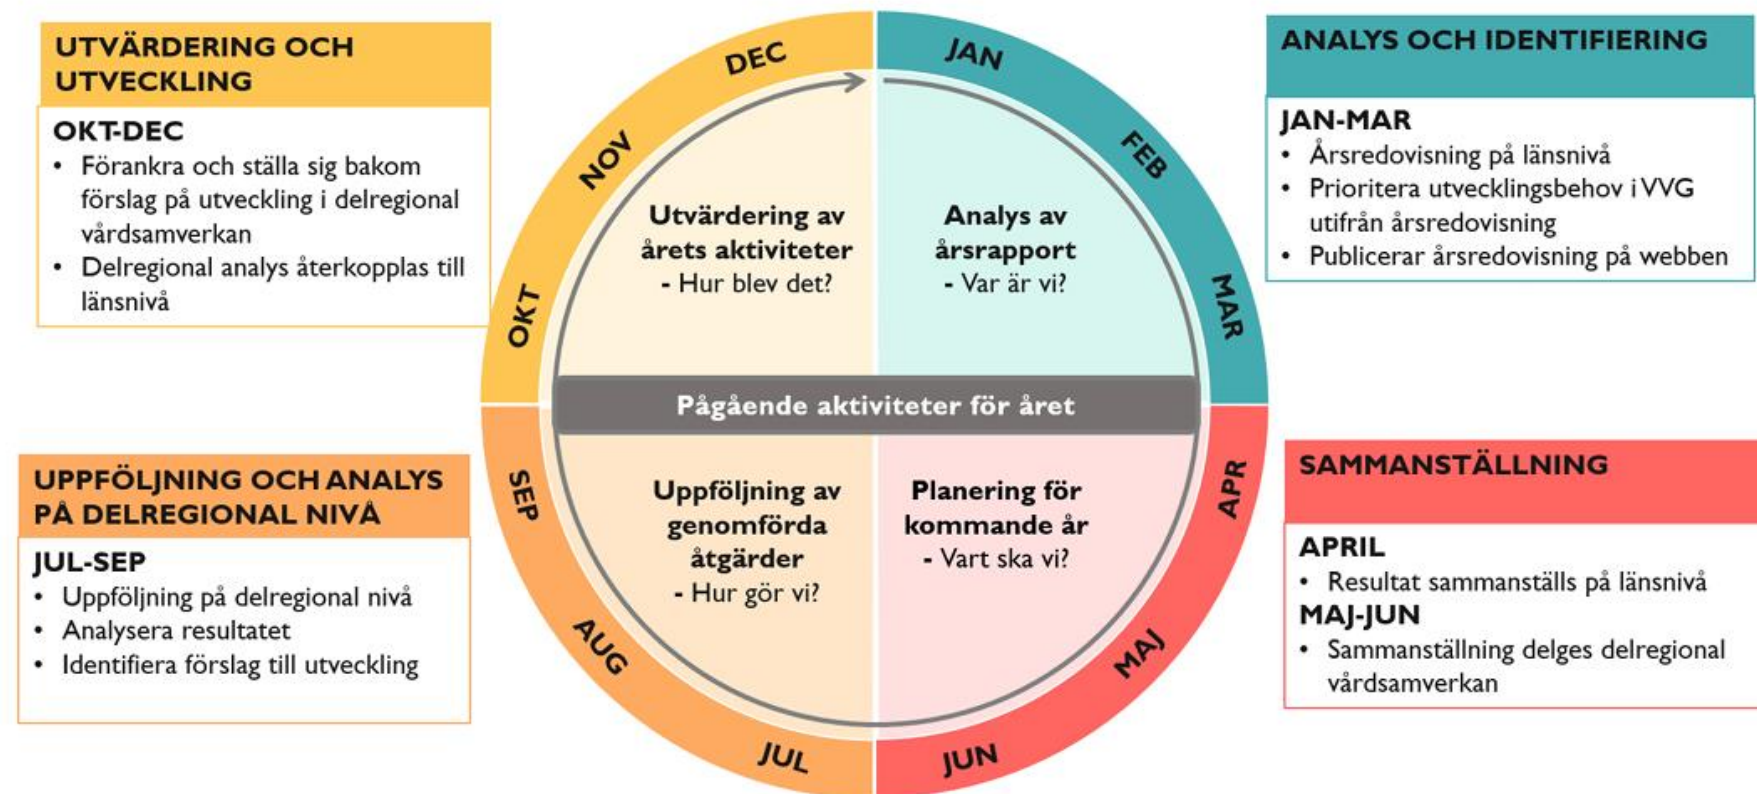 UTVÄRDERING OCH
UTVECKLING
OKT-DEC
• Förankra och ställa sig bakom
förslag på utveckling i delregional
vårdsamverkan
• Delregional analys återkopplas till
länsnivå
ANALYS OCH IDENTIFIERING
JAN-MAR
• Årsredovisning på länsnivå
• Prioritera utvecklingsbehov i VVG
utifrån årsredovisning
• Publicerar årsredovisning på webben
UPPFÖLJNING OCH ANALYS
PÅ DELREGIONAL NIVÅ
JUL-SEP
• Uppföljning på delregional nivå
• Analysera resultatet
• Identifiera förslag till utveckling
SAMMANSTÄLLNING
APRIL
• Resultat sammanställs på länsnivå
MAJ-JUN
• Sammanställning delges delregional
vårdsamverkan
JAN
FEB
MAR
APR
MAJ
JUN
JUL
AUG
SEP
OKT
NOV
DEC
Utvärdering av
årets aktiviteter
- Hur blev det?
Analys av
årsrapport
- Var är vi?
Pågående aktiviteter för året
Uppföljning av
genomförda
åtgärder
- Hur gör vi?
Planering för
kommande år
- Vart ska vi?